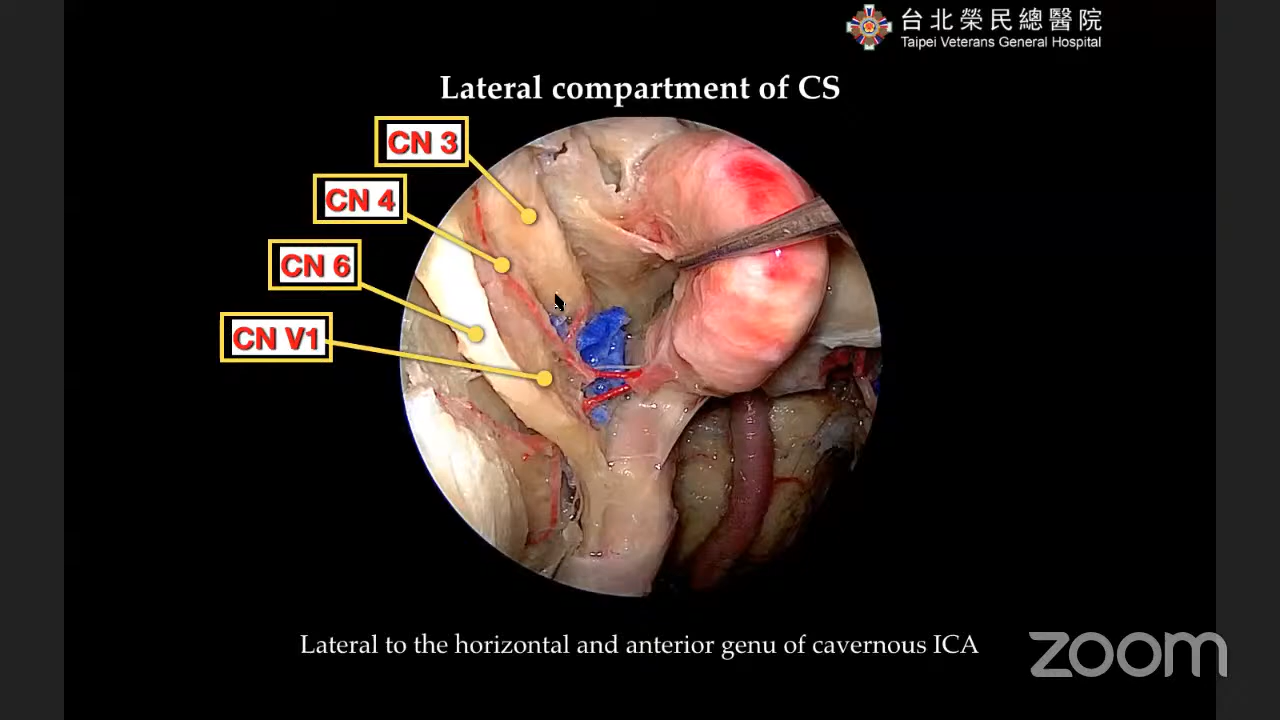 台北榮民總醫院
Taipei Veterans General Hospital
Lateral compartment of CS
CN 3
CN 4
CN 6
CN V1
Lateral to the horizontal and anterior genu of cavernous ICA
zoom